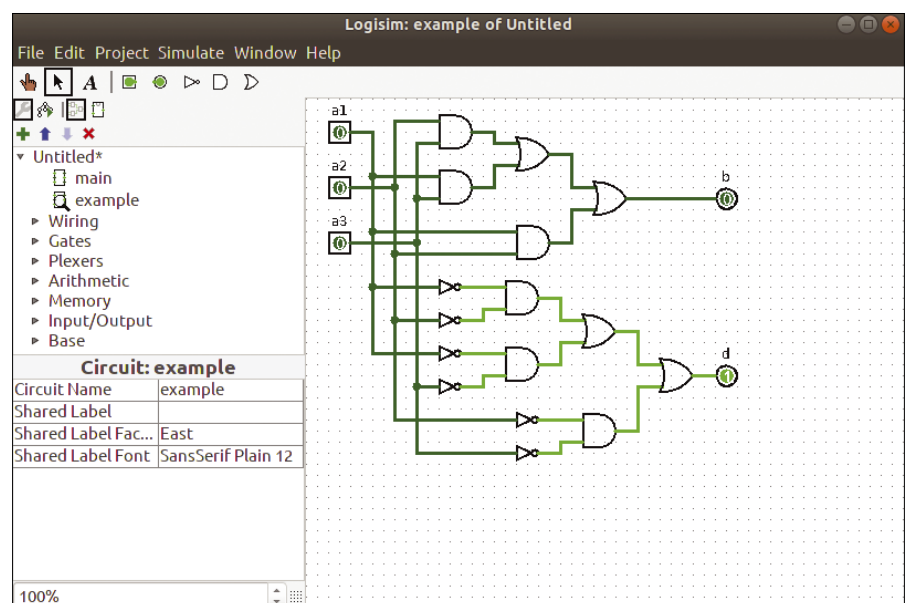 Logisim: example of Untitled
File Edit Project Simulate Window Help
A
Untitled*
main
example
Wiring
Gates
Plexers
Arithmetic
Memory
Input/Output
Base
Circuit: example
Circuit Name example
Shared Label
Shared Label Fac... East
Shared Label Font SansSerif Plain 12
100%
a1
0
a2
0
a3
0
b
0
d
1